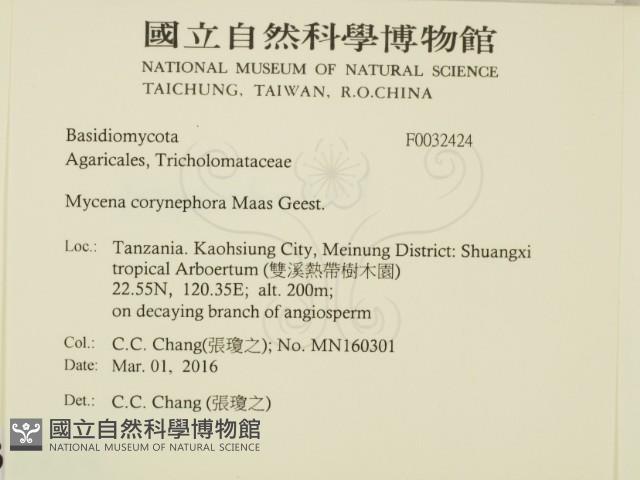 國立自然科學博物館
NATIONAL MUSEUM OF NATURAL SCIENCE
TAICHUNG, TAIWAN, R.O.CHINA
Basidiomycota F0032424
Agaricales, Tricholomataceae
Mycena corynephora Maas Geest.
Loc.: Tanzania. Kaohsiung City, Meinung District: Shuangxi
tropical Arboertum (雙溪熱帶樹木園)
22.55N, 120.35E; alt. 200m;
on decaying branch of angiosperm
Col.: C.C. Chang(張瓊之); No. MN160301
Date: Mar. 01, 2016
Det.: C.C. Chang (張瓊之)
國立自然科學博物館
NATIONAL MUSEUM OF NATURAL SCIENCE